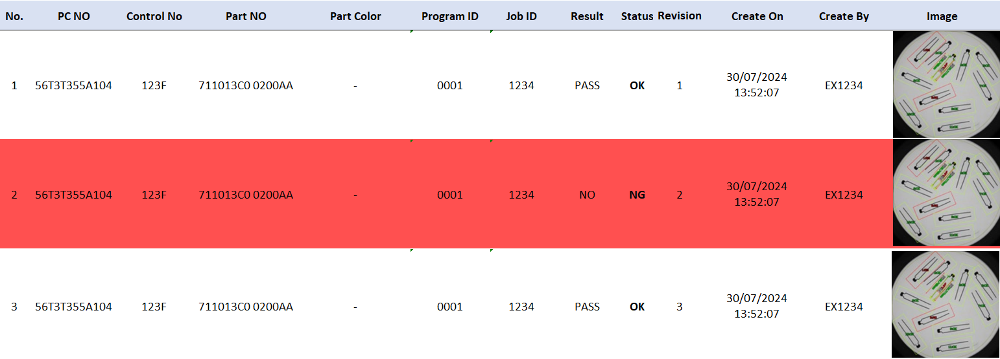 No. PC NO Control No Part NO Part Color Program ID Job ID Result Status Revision Create On Create By Image
1 56T3T355A104 123F 711013C0 0200AA - 0001 1234 PASS OK 1 30/07/2024 EX1234
13:52:07
2 56T3T355A104 123F 711013C0 0200AA - 0001 1234 NO NG 2 30/07/2024 EX1234
13:52:07
3 56T3T355A104 123F 711013C0 0200AA - 0001 1234 PASS OK 3 30/07/2024 EX1234
13:52:07